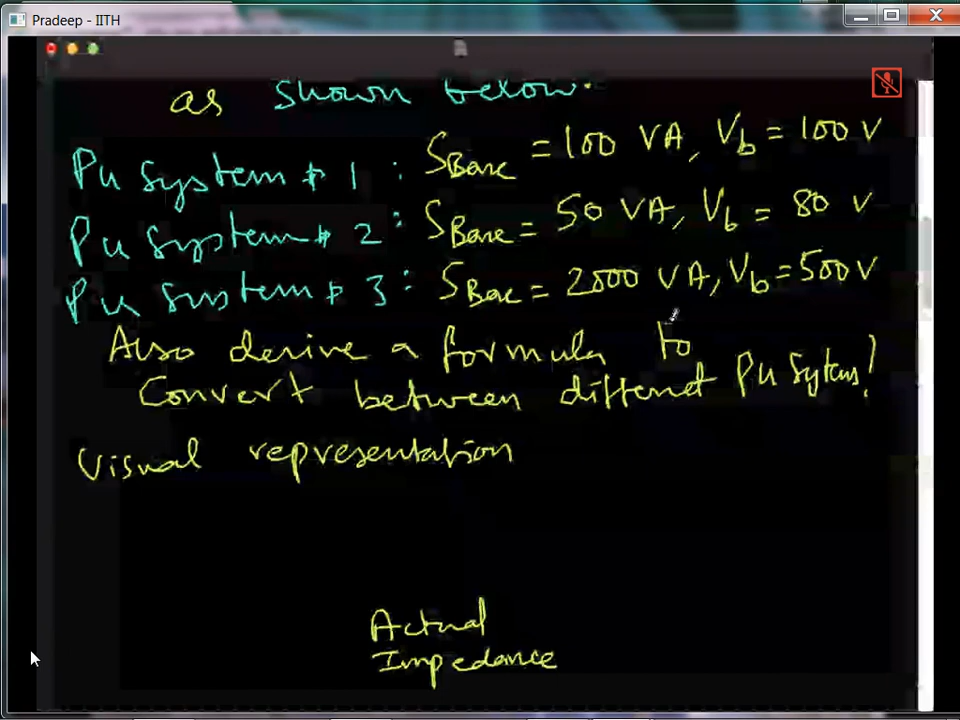 Pradeep - IITH
as shown below.
Pu System # 1 : SBase = 100 VA, Vb = 100 V
Pu System # 2 : SBase = 50 VA, Vb = 80 V
Pu System # 3 : SBase = 2000 VA, Vb = 500 V
Also derive a formula to
Convert between different Pu Sytems!
Visual representation
Actual
Impedance